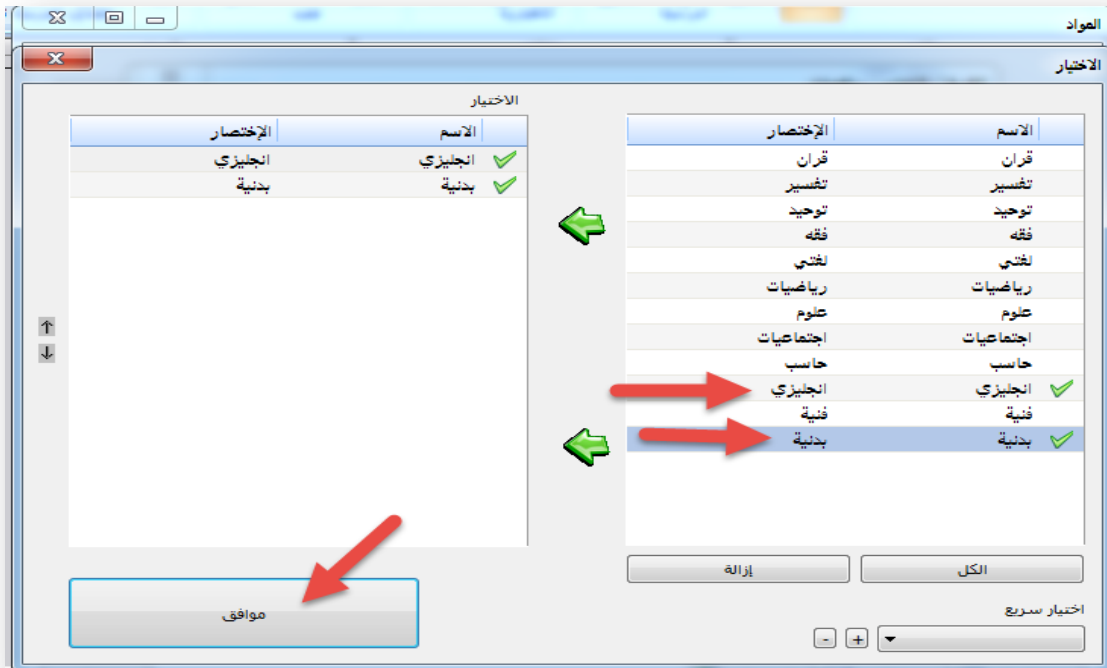 المواد
الاختيار
الاختيار
الاسم الإختصار
قران قران
تفسير تفسير
توحيد توحيد
فقه فقه
لغتي لغتي
رياضيات رياضيات
علوم علوم
اجتماعيات اجتماعيات
حاسب حاسب
انجليزي انجليزي
فنية فنية
بدنية بدنية
الاسم الإختصار
انجليزي انجليزي
بدنية بدنية
الكل إزالة
اختيار سريع
+ -
موافق